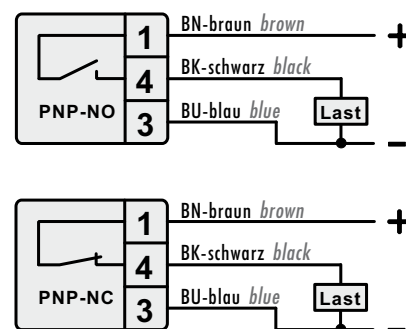 1 BN-braun brown +
4 BK-schwarz black
PNP-NO 3 BU-blau blue Last
–
1 BN-braun brown +
4 BK-schwarz black
PNP-NC 3 BU-blau blue Last
–